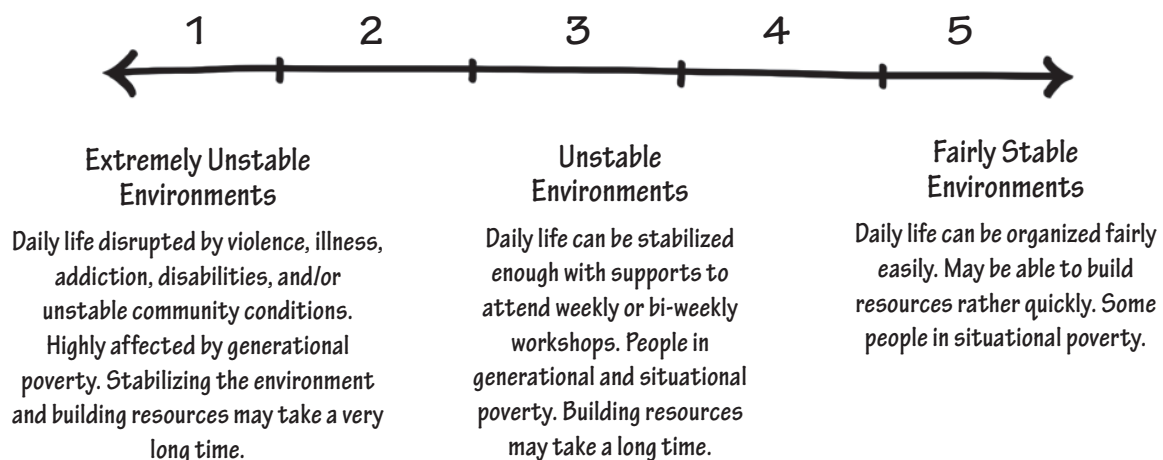 1 2 3 4 5
Extremely Unstable
Environments
Daily life disrupted by violence, illness,
addiction, disabilities, and/or
unstable community conditions.
Highly affected by generational
poverty. Stabilizing the environment
and building resources may take a very
long time.
Unstable
Environments
Daily life can be stabilized
enough with supports to
attend weekly or bi-weekly
workshops. People in
generational and situational
poverty. Building resources
may take a long time.
Fairly Stable
Environments
Daily life can be organized fairly
easily. May be able to build
resources rather quickly. Some
people in situational poverty.